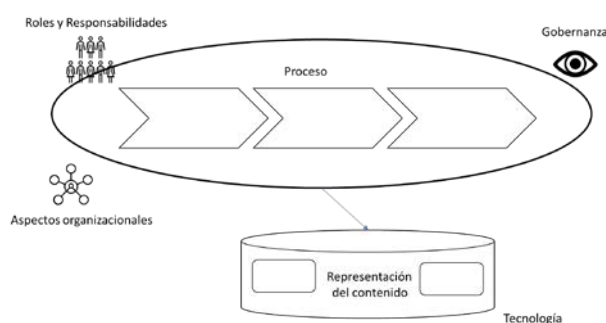 Roles y Responsabilidades
Gobernanza
Proceso
Aspectos organizacionales
Representación
del contenido
Tecnología